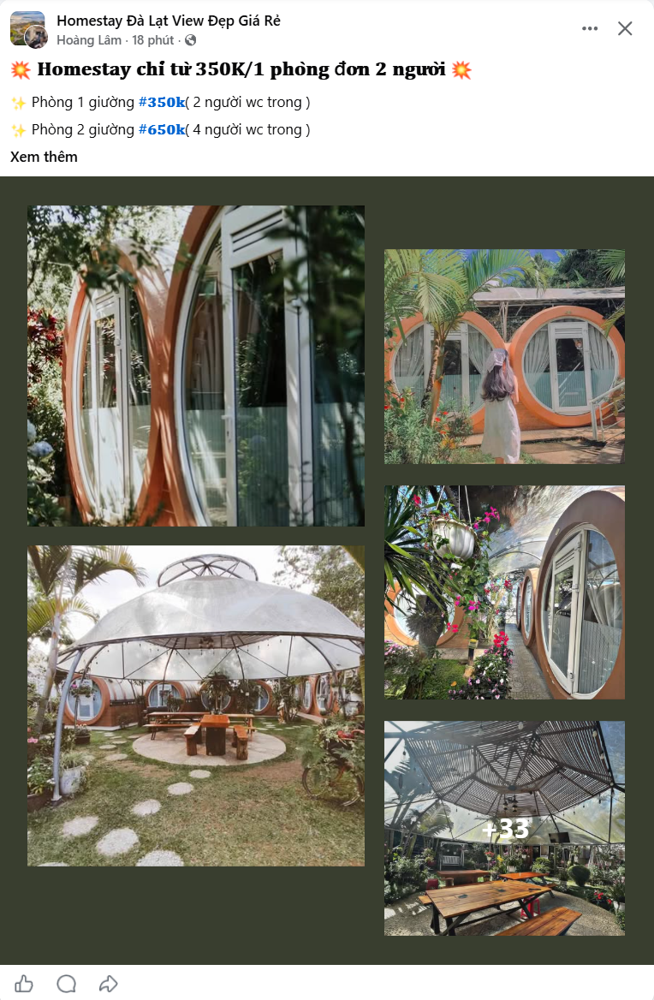 Homestay Đà Lạt View Đẹp Giá Rẻ
Hoàng Lâm · 18 phút ·
💥 Homestay chỉ từ 350K/1 phòng đơn 2 người 💥
✨ Phòng 1 giường #350k( 2 người wc trong )
✨ Phòng 2 giường #650k( 4 người wc trong )
Xem thêm
+33